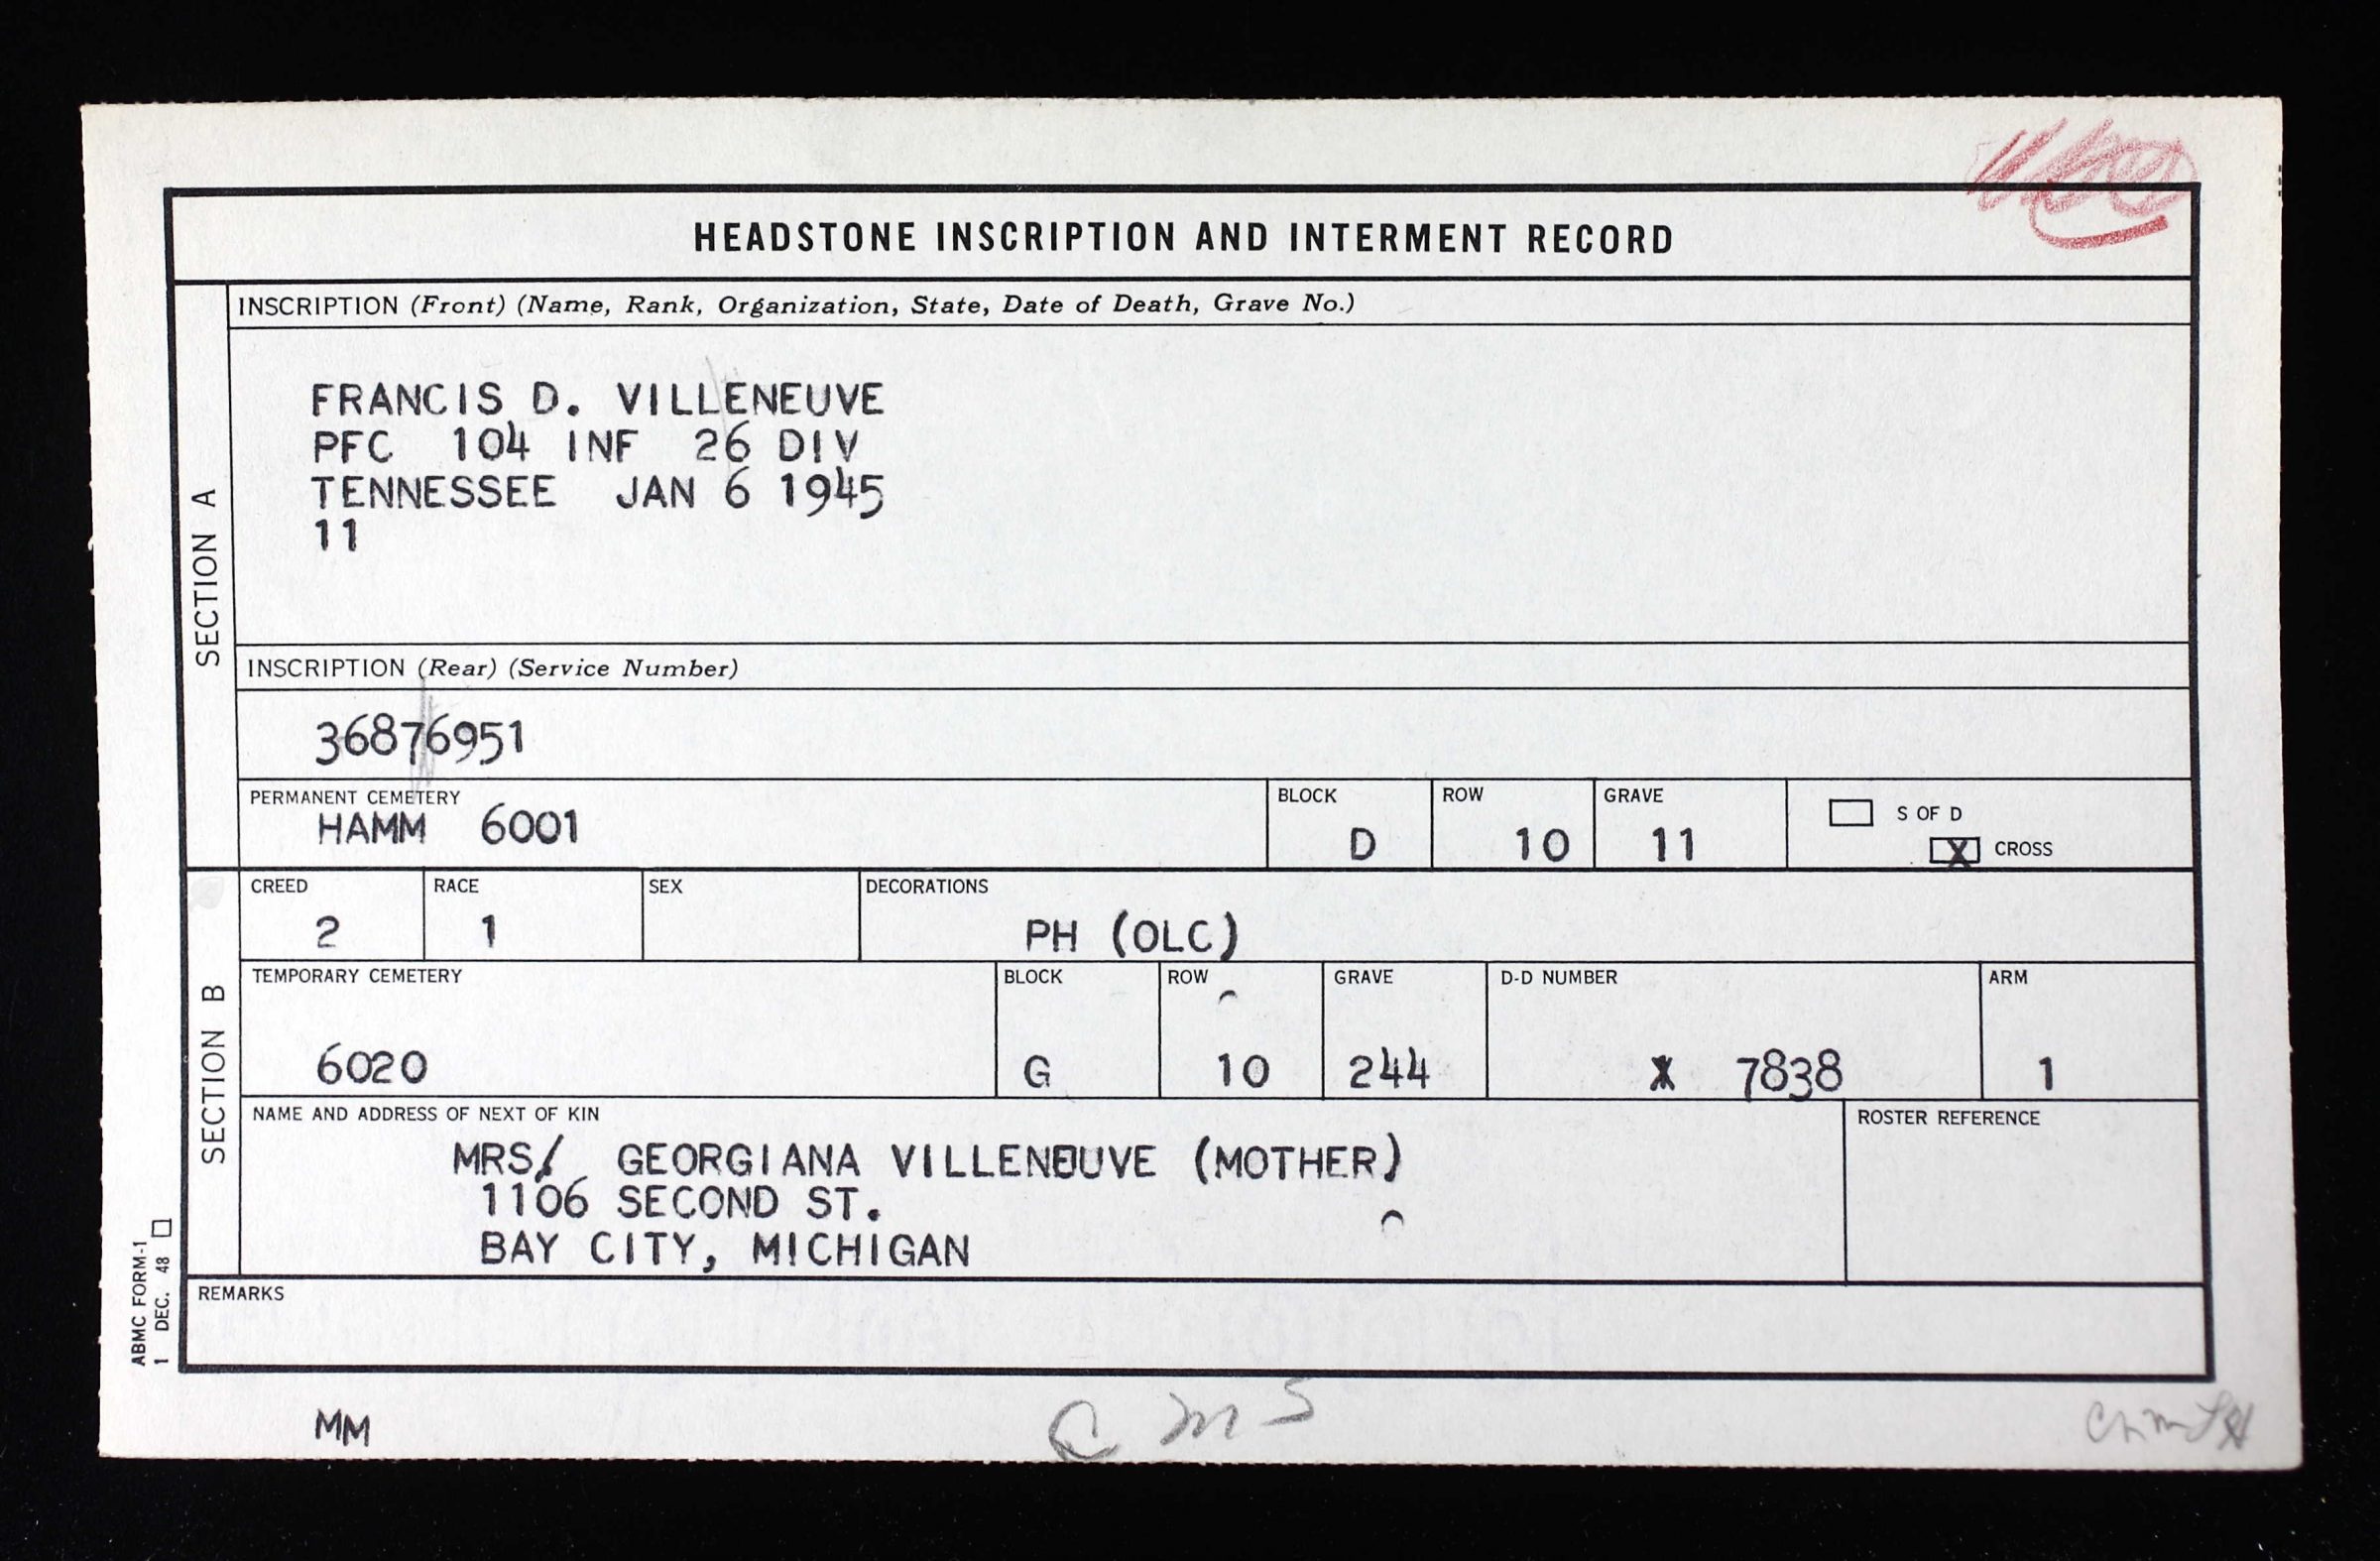 HEADSTONE INSCRIPTION AND INTERMENT RECORD
SECTION A
INSCRIPTION (Front) (Name, Rank, Organization, State, Date of Death, Grave No.)
FRANCIS D. VILLENEUVE
PFC 104 INF 26 DIV
TENNESSEE JAN 6 1945
11
INSCRIPTION (Rear) (Service Number)
36876951
PERMANENT CEMETERY BLOCK ROW GRAVE
HAMM 6001 D 10 11
S OF D
X CROSS
SECTION B
CREED RACE SEX DECORATIONS
2 1 PH (OLC)
TEMPORARY CEMETERY BLOCK ROW GRAVE D-D NUMBER ARM
6020 G 10 244 X 7838 1
NAME AND ADDRESS OF NEXT OF KIN ROSTER REFERENCE
MRS/ GEORGIANA VILLENEUVE (MOTHER)
1106 SECOND ST.
BAY CITY, MICHIGAN
REMARKS
ABMC FORM-1
1 DEC. 48
MM
C M S